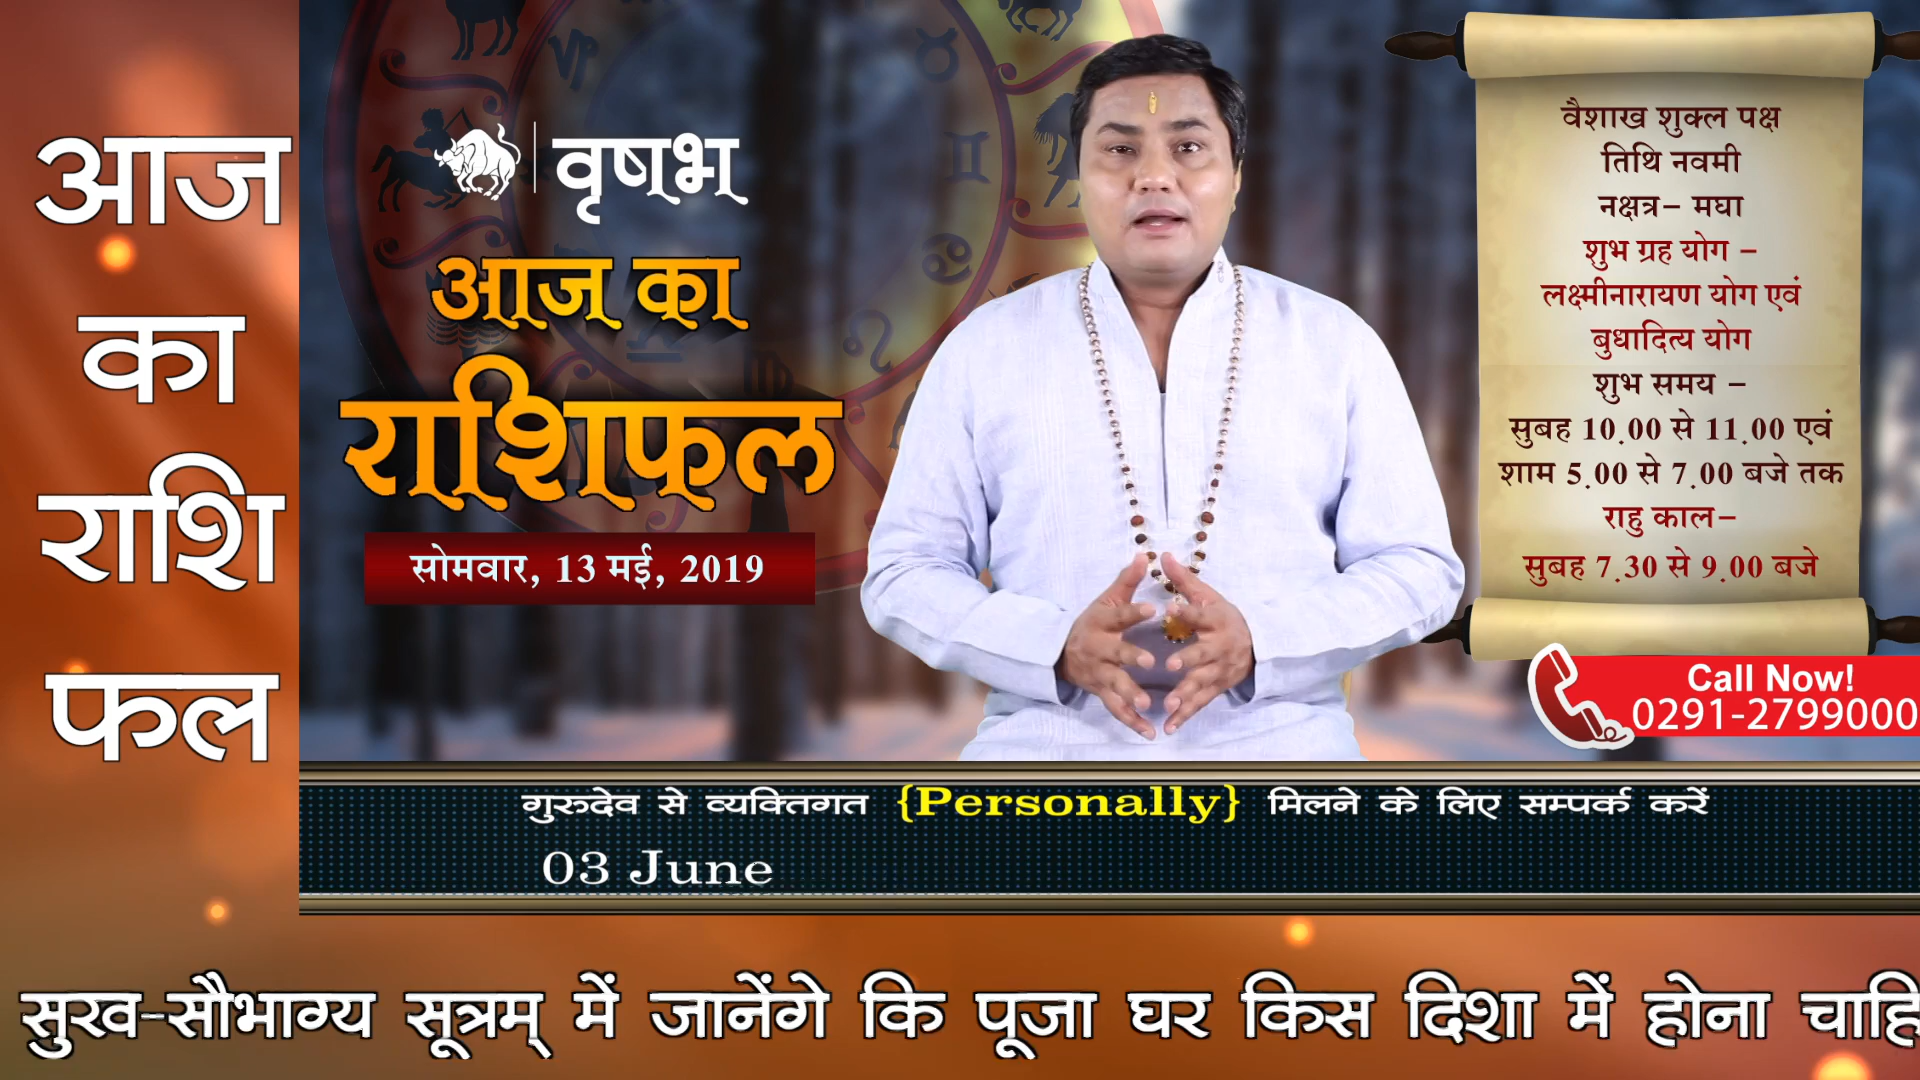 आज
का
राशि
फल
वृषभ
आज का
राशिफल
सोमवार, 13 मई, 2019
वैशाख शुक्ल पक्ष
तिथि नवमी
नक्षत्र– मघा
शुभ ग्रह योग –
लक्ष्मीनारायण योग एवं
बुधादित्य योग
शुभ समय –
सुबह 10.00 से 11.00 एवं
शाम 5.00 से 7.00 बजे तक
राहु काल–
सुबह 7.30 से 9.00 बजे
Call Now!
0291-2799000
गुरुदेव से व्यक्तिगत {Personally} मिलने के लिए सम्पर्क करें
03 June
सुख-सौभाग्य सूत्रम् में जानेंगे कि पूजा घर किस दिशा में होना चाहि